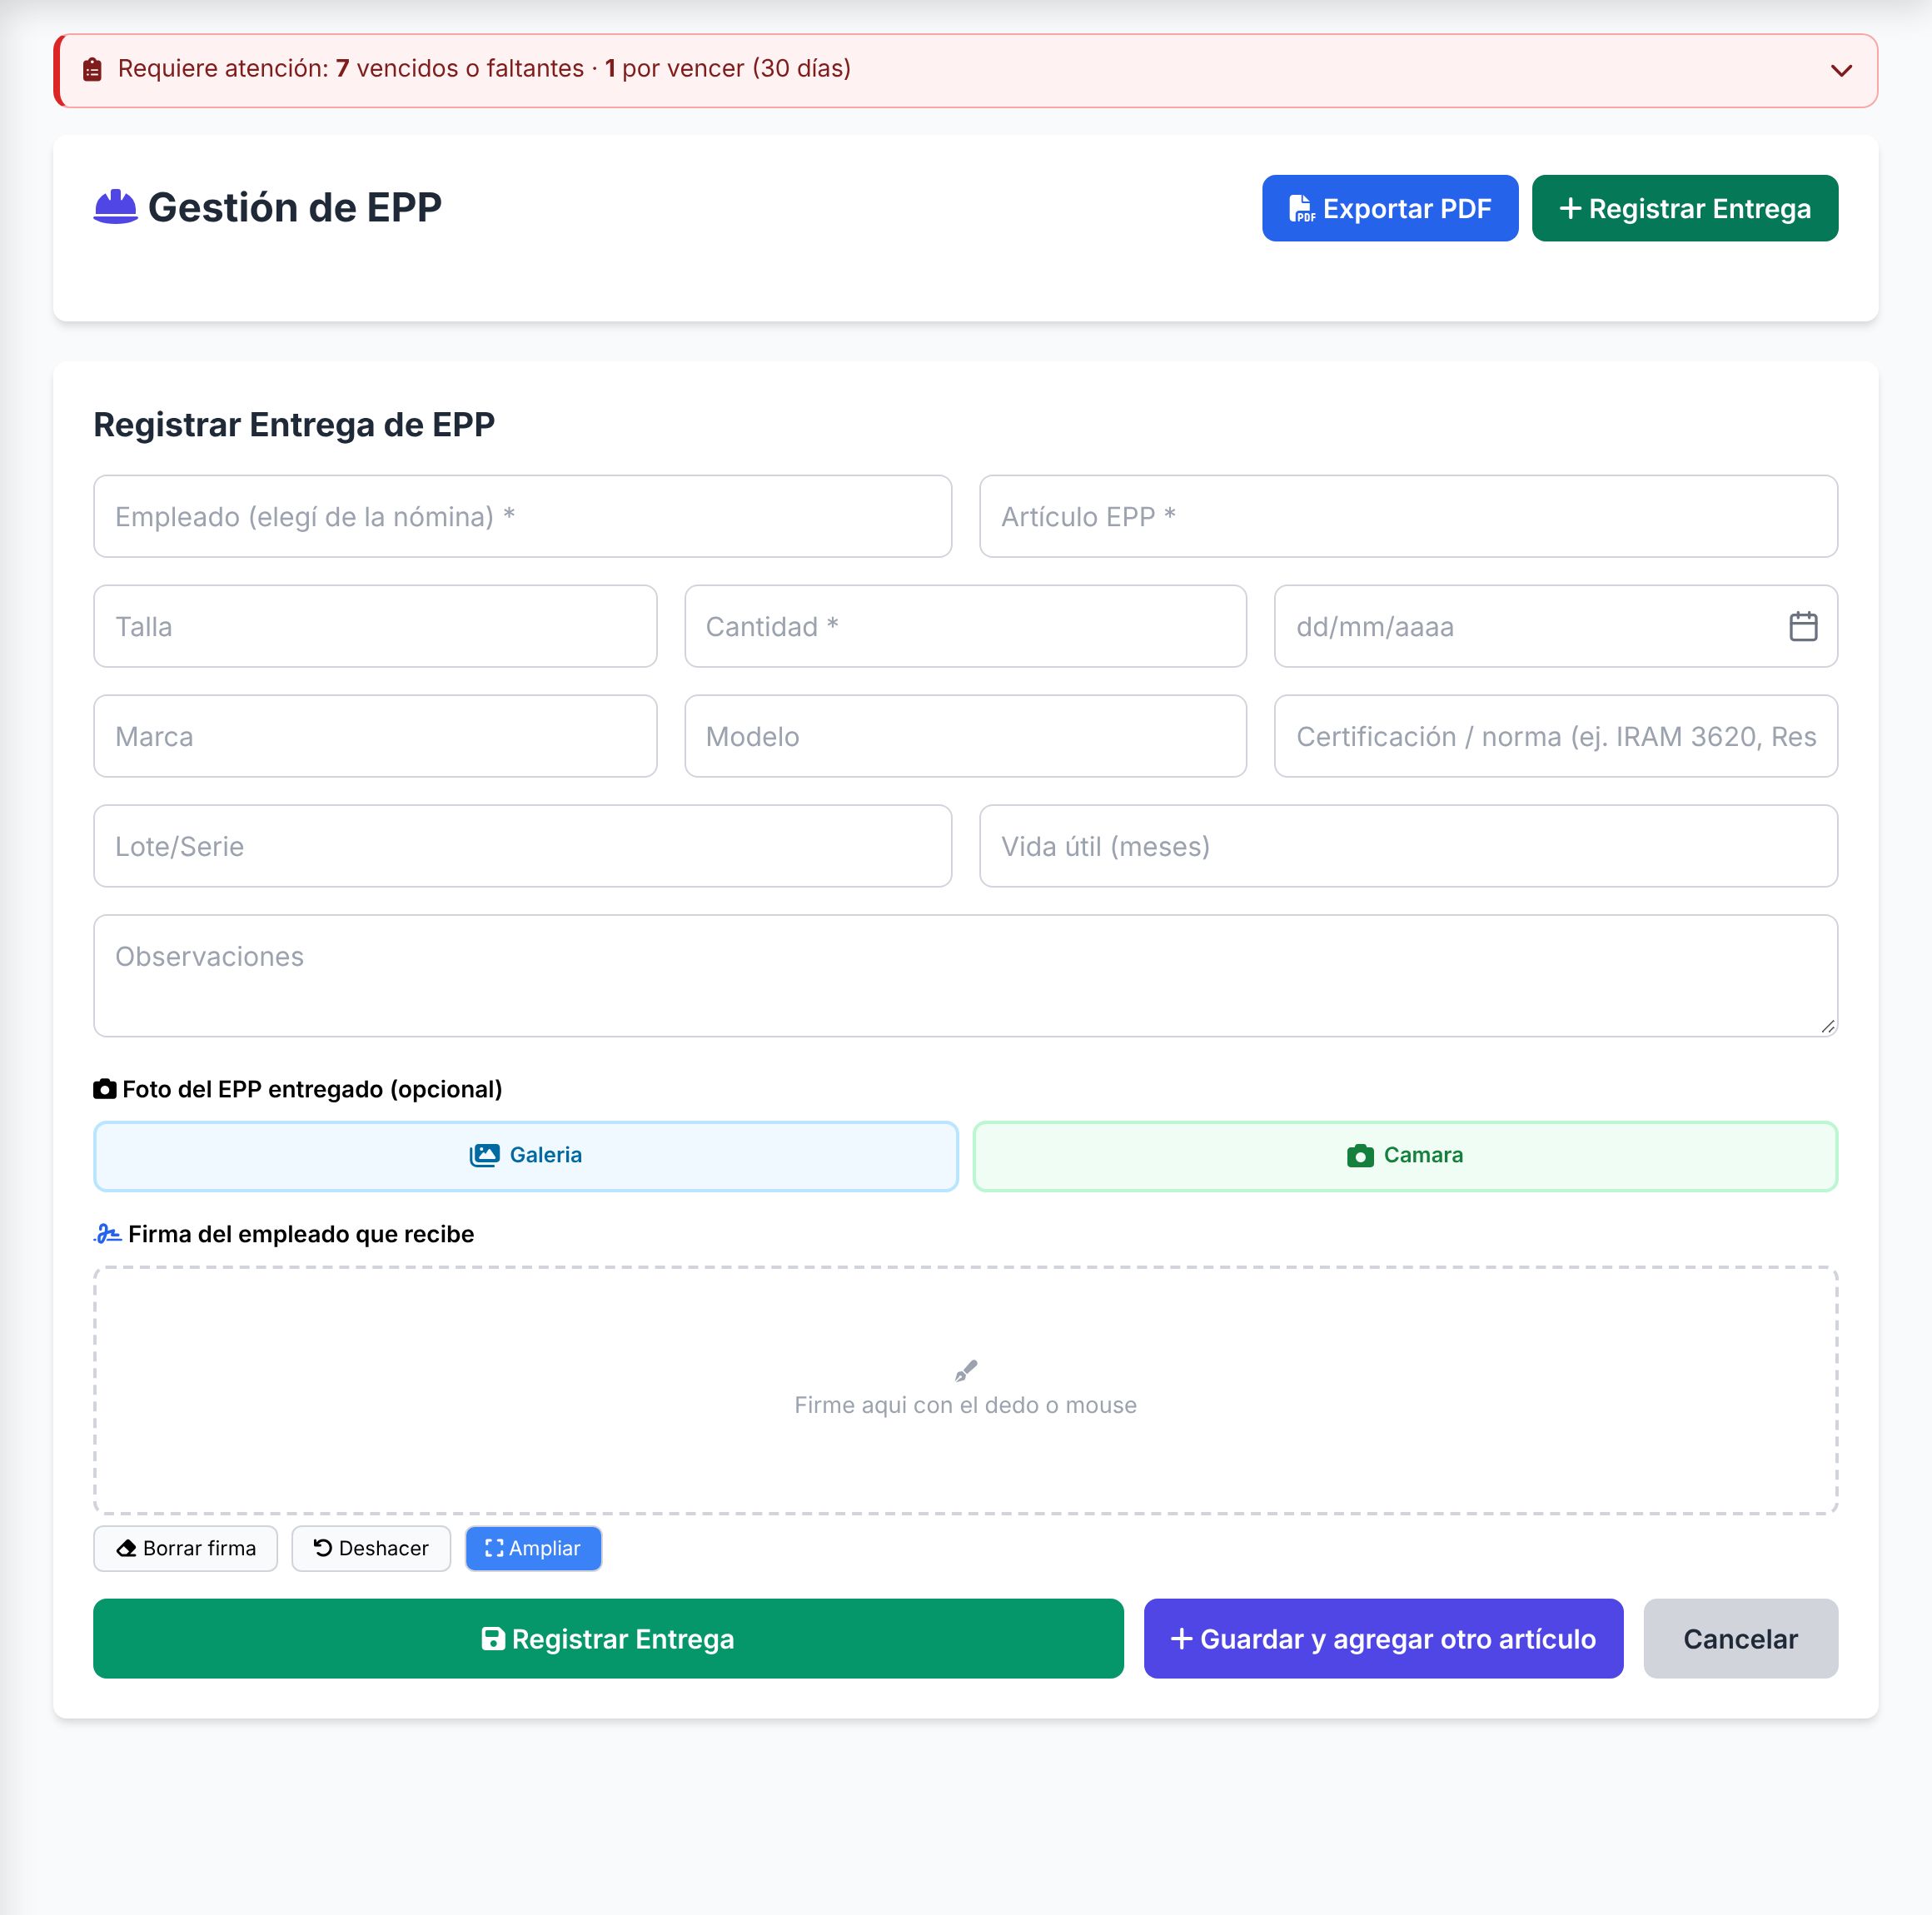 Requiere atención: 7 vencidos o faltantes · 1 por vencer (30 días)
Gestión de EPP
PDF Exportar PDF
+ Registrar Entrega
Registrar Entrega de EPP
Empleado (elegí de la nómina) *
Artículo EPP *
Talla
Cantidad *
dd/mm/aaaa
Marca
Modelo
Certificación / norma (ej. IRAM 3620, Res
Lote/Serie
Vida útil (meses)
Observaciones
Foto del EPP entregado (opcional)
Galeria
Camara
Firma del empleado que recibe
Firme aqui con el dedo o mouse
Borrar firma
Deshacer
Ampliar
Registrar Entrega
+ Guardar y agregar otro artículo
Cancelar